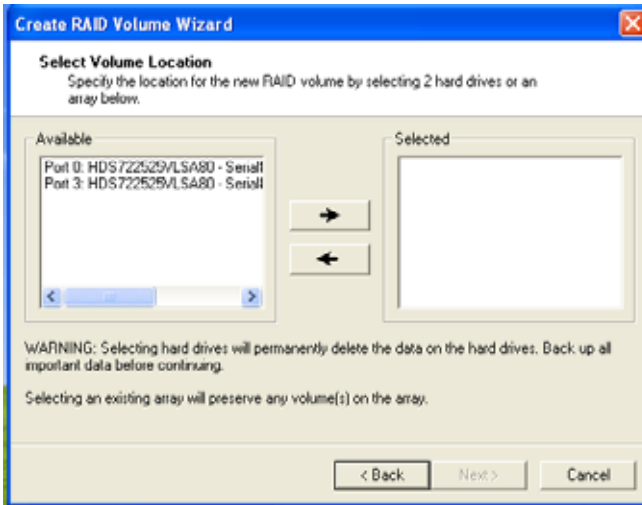 Create RAID Volume Wizard
Select Volume Location
Specify the location for the new RAID volume by selecting 2 hard drives or an
array below.
Available
Selected
Port 0: HDS722525VLSA80 - Serial
Port 3: HDS722525VLSA80 - Serial
WARNING: Selecting hard drives will permanently delete the data on the hard drives. Back up all
important data before continuing.
Selecting an existing array will preserve any volume(s) on the array.
< Back
Next >
Cancel